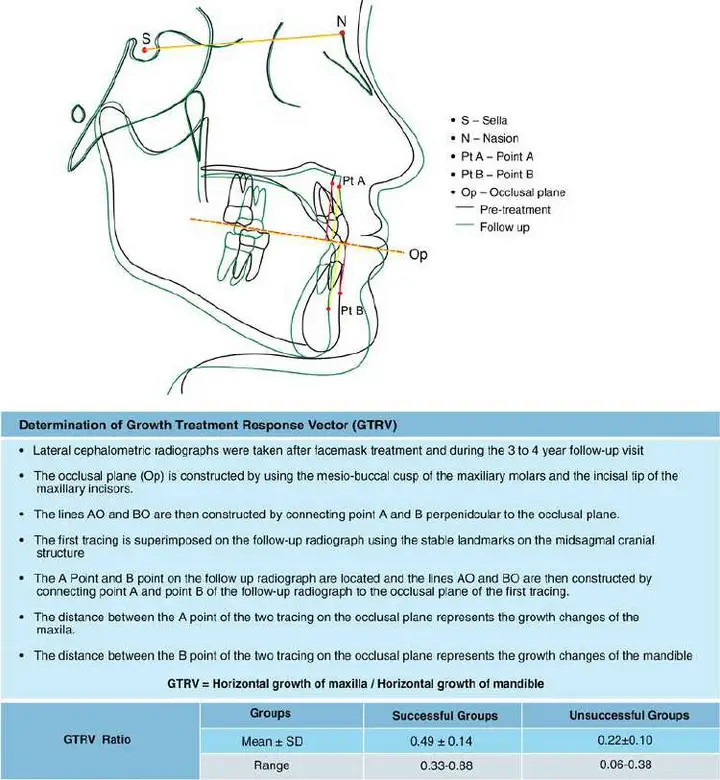 S
N
Pt A
Op
Pt B
• S – Sella
• N – Nasion
• Pt A – Point A
• Pt B – Point B
• Op – Occlusal plane
Pre-treatment
Follow up
Determination of Growth Treatment Response Vector (GTRV)
• Lateral cephalometric radiographs were taken after facemask treatment and during the 3 to 4 year follow-up visit
• The occlusal plane (Op) is constructed by using the mesio-buccal cusp of the maxillary molars and the incisal tip of the
maxillary incisors.
• The lines AO and BO are then constructed by connecting point A and B perpenidcular to the occlusal plane.
• The first tracing is superimposed on the follow-up radiograph using the stable landmarks on the midsagmal cranial
structure
• The A Point and B point on the follow up radiograph are located and the lines AO and BO are then constructed by
connecting point A and point B of the follow-up radiograph to the occlusal plane of the first tracing.
• The distance between the A point of the two tracing on the occlusal plane represents the growth changes of the
maxila.
• The distance between the B point of the two tracing on the occlusal plane represents the growth changes of the mandible
GTRV = Horizontal growth of maxilla / Horizontal growth of mandible
GTRV Ratio
Groups Successful Groups Unsuccessful Groups
Mean ± SD 0.49 ± 0.14 0.22±0.10
Range 0.33-0.88 0.06-0.38